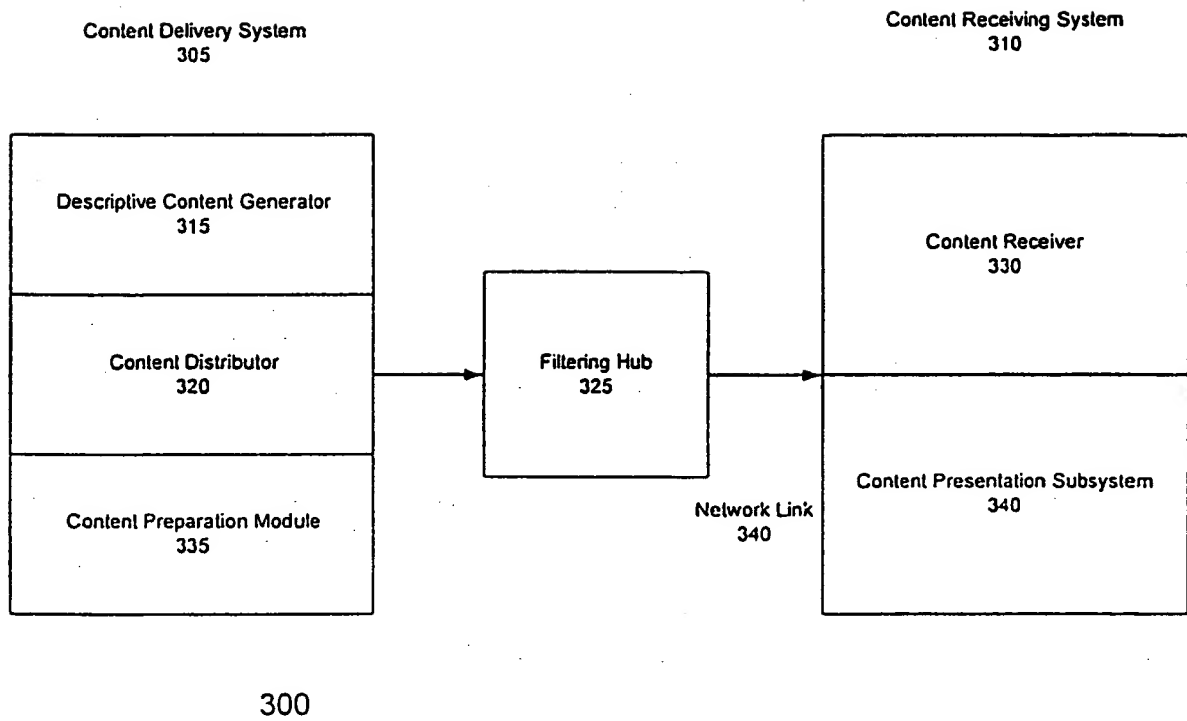 Content Delivery System
305
Content Receiving System
310
Descriptive Content Generator
315
Content Distributor
320
Content Preparation Module
335
Filtering Hub
325
Network Link
340
Content Receiver
330
Content Presentation Subsystem
340
300